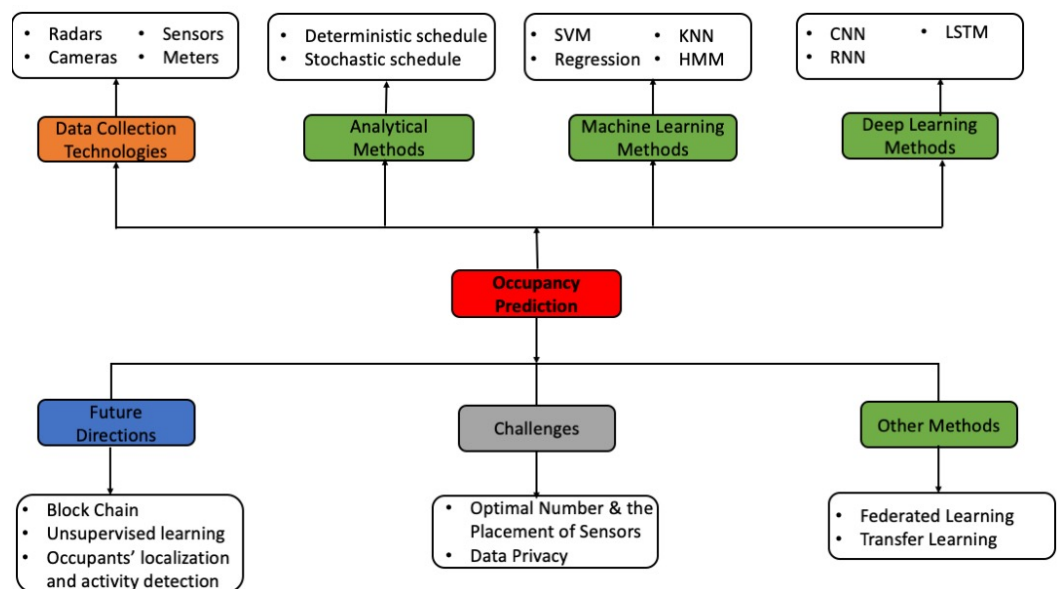 • Radars • Sensors
• Cameras • Meters
• Deterministic schedule
• Stochastic schedule
• SVM • KNN
• Regression • HMM
• CNN • LSTM
• RNN
Data Collection
Technologies
Analytical
Methods
Machine Learning
Methods
Deep Learning
Methods
Occupancy
Prediction
Future
Directions
Challenges
Other Methods
• Block Chain
• Unsupervised learning
• Occupants’ localization
and activity detection
• Optimal Number & the
Placement of Sensors
• Data Privacy
• Federated Learning
• Transfer Learning